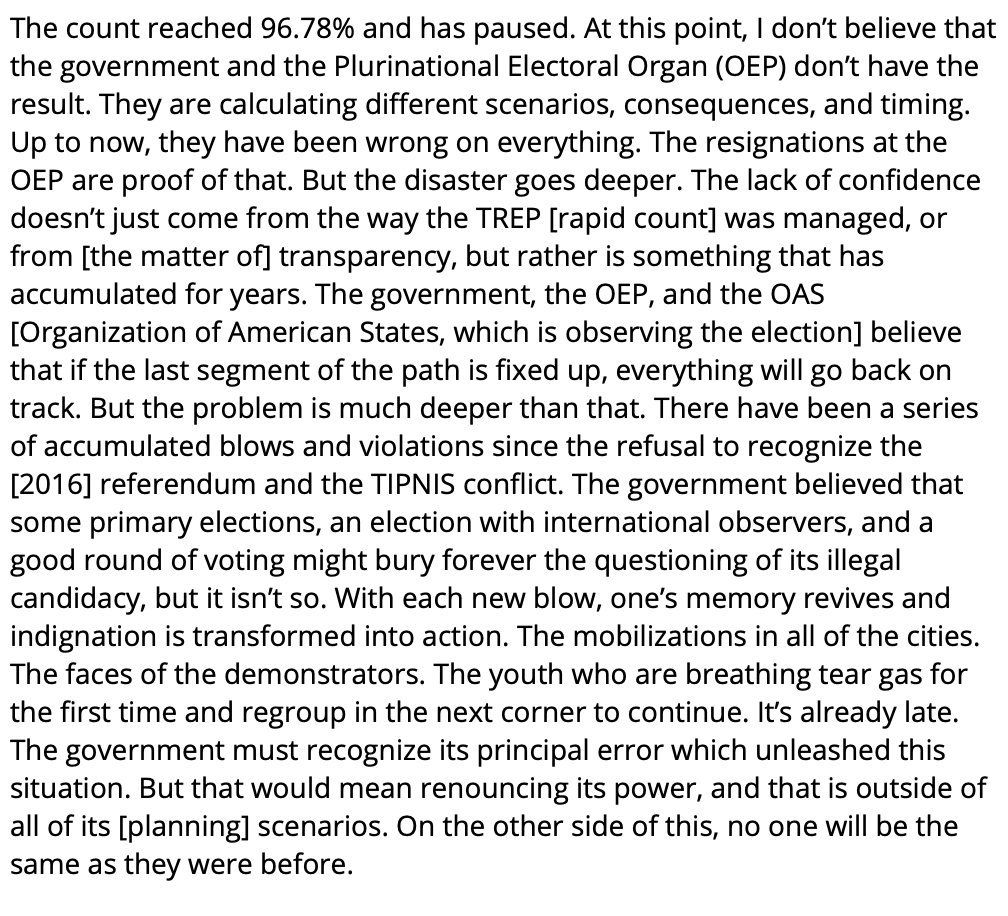 The count reached 96.78% and has paused. At this point, I don’t believe that
the government and the Plurinational Electoral Organ (OEP) don’t have the
result. They are calculating different scenarios, consequences, and timing.
Up to now, they have been wrong on everything. The resignations at the
OEP are proof of that. But the disaster goes deeper. The lack of confidence
doesn’t just come from the way the TREP [rapid count] was managed, or
from [the matter of] transparency, but rather is something that has
accumulated for years. The government, the OEP, and the OAS
[Organization of American States, which is observing the election] believe
that if the last segment of the path is fixed up, everything will go back on
track. But the problem is much deeper than that. There have been a series
of accumulated blows and violations since the refusal to recognize the
[2016] referendum and the TIPNIS conflict. The government believed that
some primary elections, an election with international observers, and a
good round of voting might bury forever the questioning of its illegal
candidacy, but it isn’t so. With each new blow, one’s memory revives and
indignation is transformed into action. The mobilizations in all of the cities.
The faces of the demonstrators. The youth who are breathing tear gas for
the first time and regroup in the next corner to continue. It’s already late.
The government must recognize its principal error which unleashed this
situation. But that would mean renouncing its power, and that is outside of
all of its [planning] scenarios. On the other side of this, no one will be the
same as they were before.